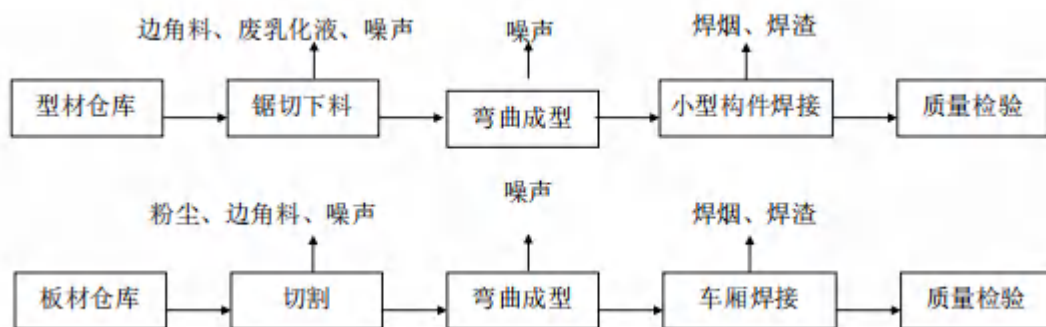 边角料、废乳化液、噪声
噪声
焊烟、焊渣
型材仓库
锯切下料
弯曲成型
小型构件焊接
质量检验
噪声
粉尘、边角料、噪声
焊烟、焊渣
板材仓库
切割
弯曲成型
车厢焊接
质量检验